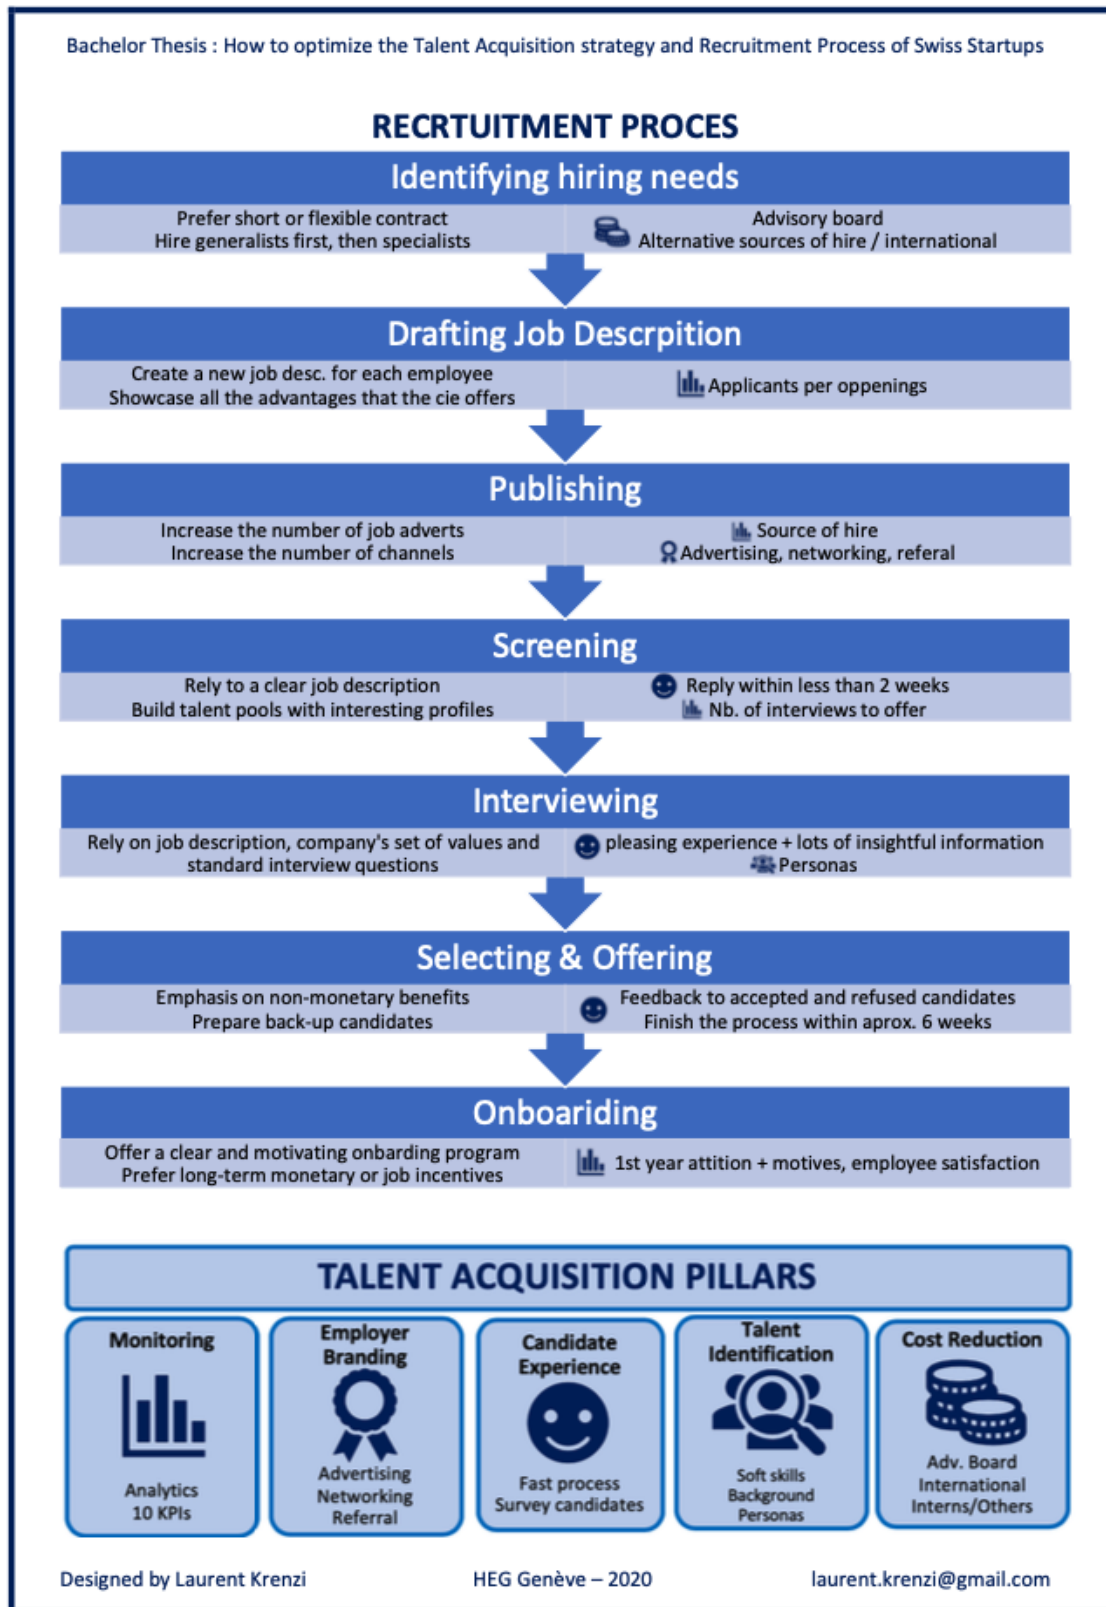 Bachelor Thesis : How to optimize the Talent Acquisition strategy and Recruitment Process of Swiss Startups
RECRTUITMENT PROCES
Identifying hiring needs
Prefer short or flexible contract
Hire generalists first, then specialists
Advisory board
Alternative sources of hire / international
Drafting Job Descrpition
Create a new job desc. for each employee
Showcase all the advantages that the cie offers
Applicants per oppenings
Publishing
Increase the number of job adverts
Increase the number of channels
Source of hire
Advertising, networking, referal
Screening
Rely to a clear job description
Build talent pools with interesting profiles
Reply within less than 2 weeks
Nb. of interviews to offer
Interviewing
Rely on job description, company's set of values and
standard interview questions
pleasing experience + lots of insightful information
Personas
Selecting & Offering
Emphasis on non-monetary benefits
Prepare back-up candidates
Feedback to accepted and refused candidates
Finish the process within aprox. 6 weeks
Onboariding
Offer a clear and motivating onbarding program
Prefer long-term monetary or job incentives
1st year attition + motives, employee satisfaction
TALENT ACQUISITION PILLARS
Monitoring
Analytics
10 KPIs
Employer
Branding
Advertising
Networking
Referral
Candidate
Experience
Fast process
Survey candidates
Talent
Identification
Soft skills
Background
Personas
Cost Reduction
Adv. Board
International
Interns/Others
Designed by Laurent Krenzi
HEG Genève – 2020
laurent.krenzi@gmail.com